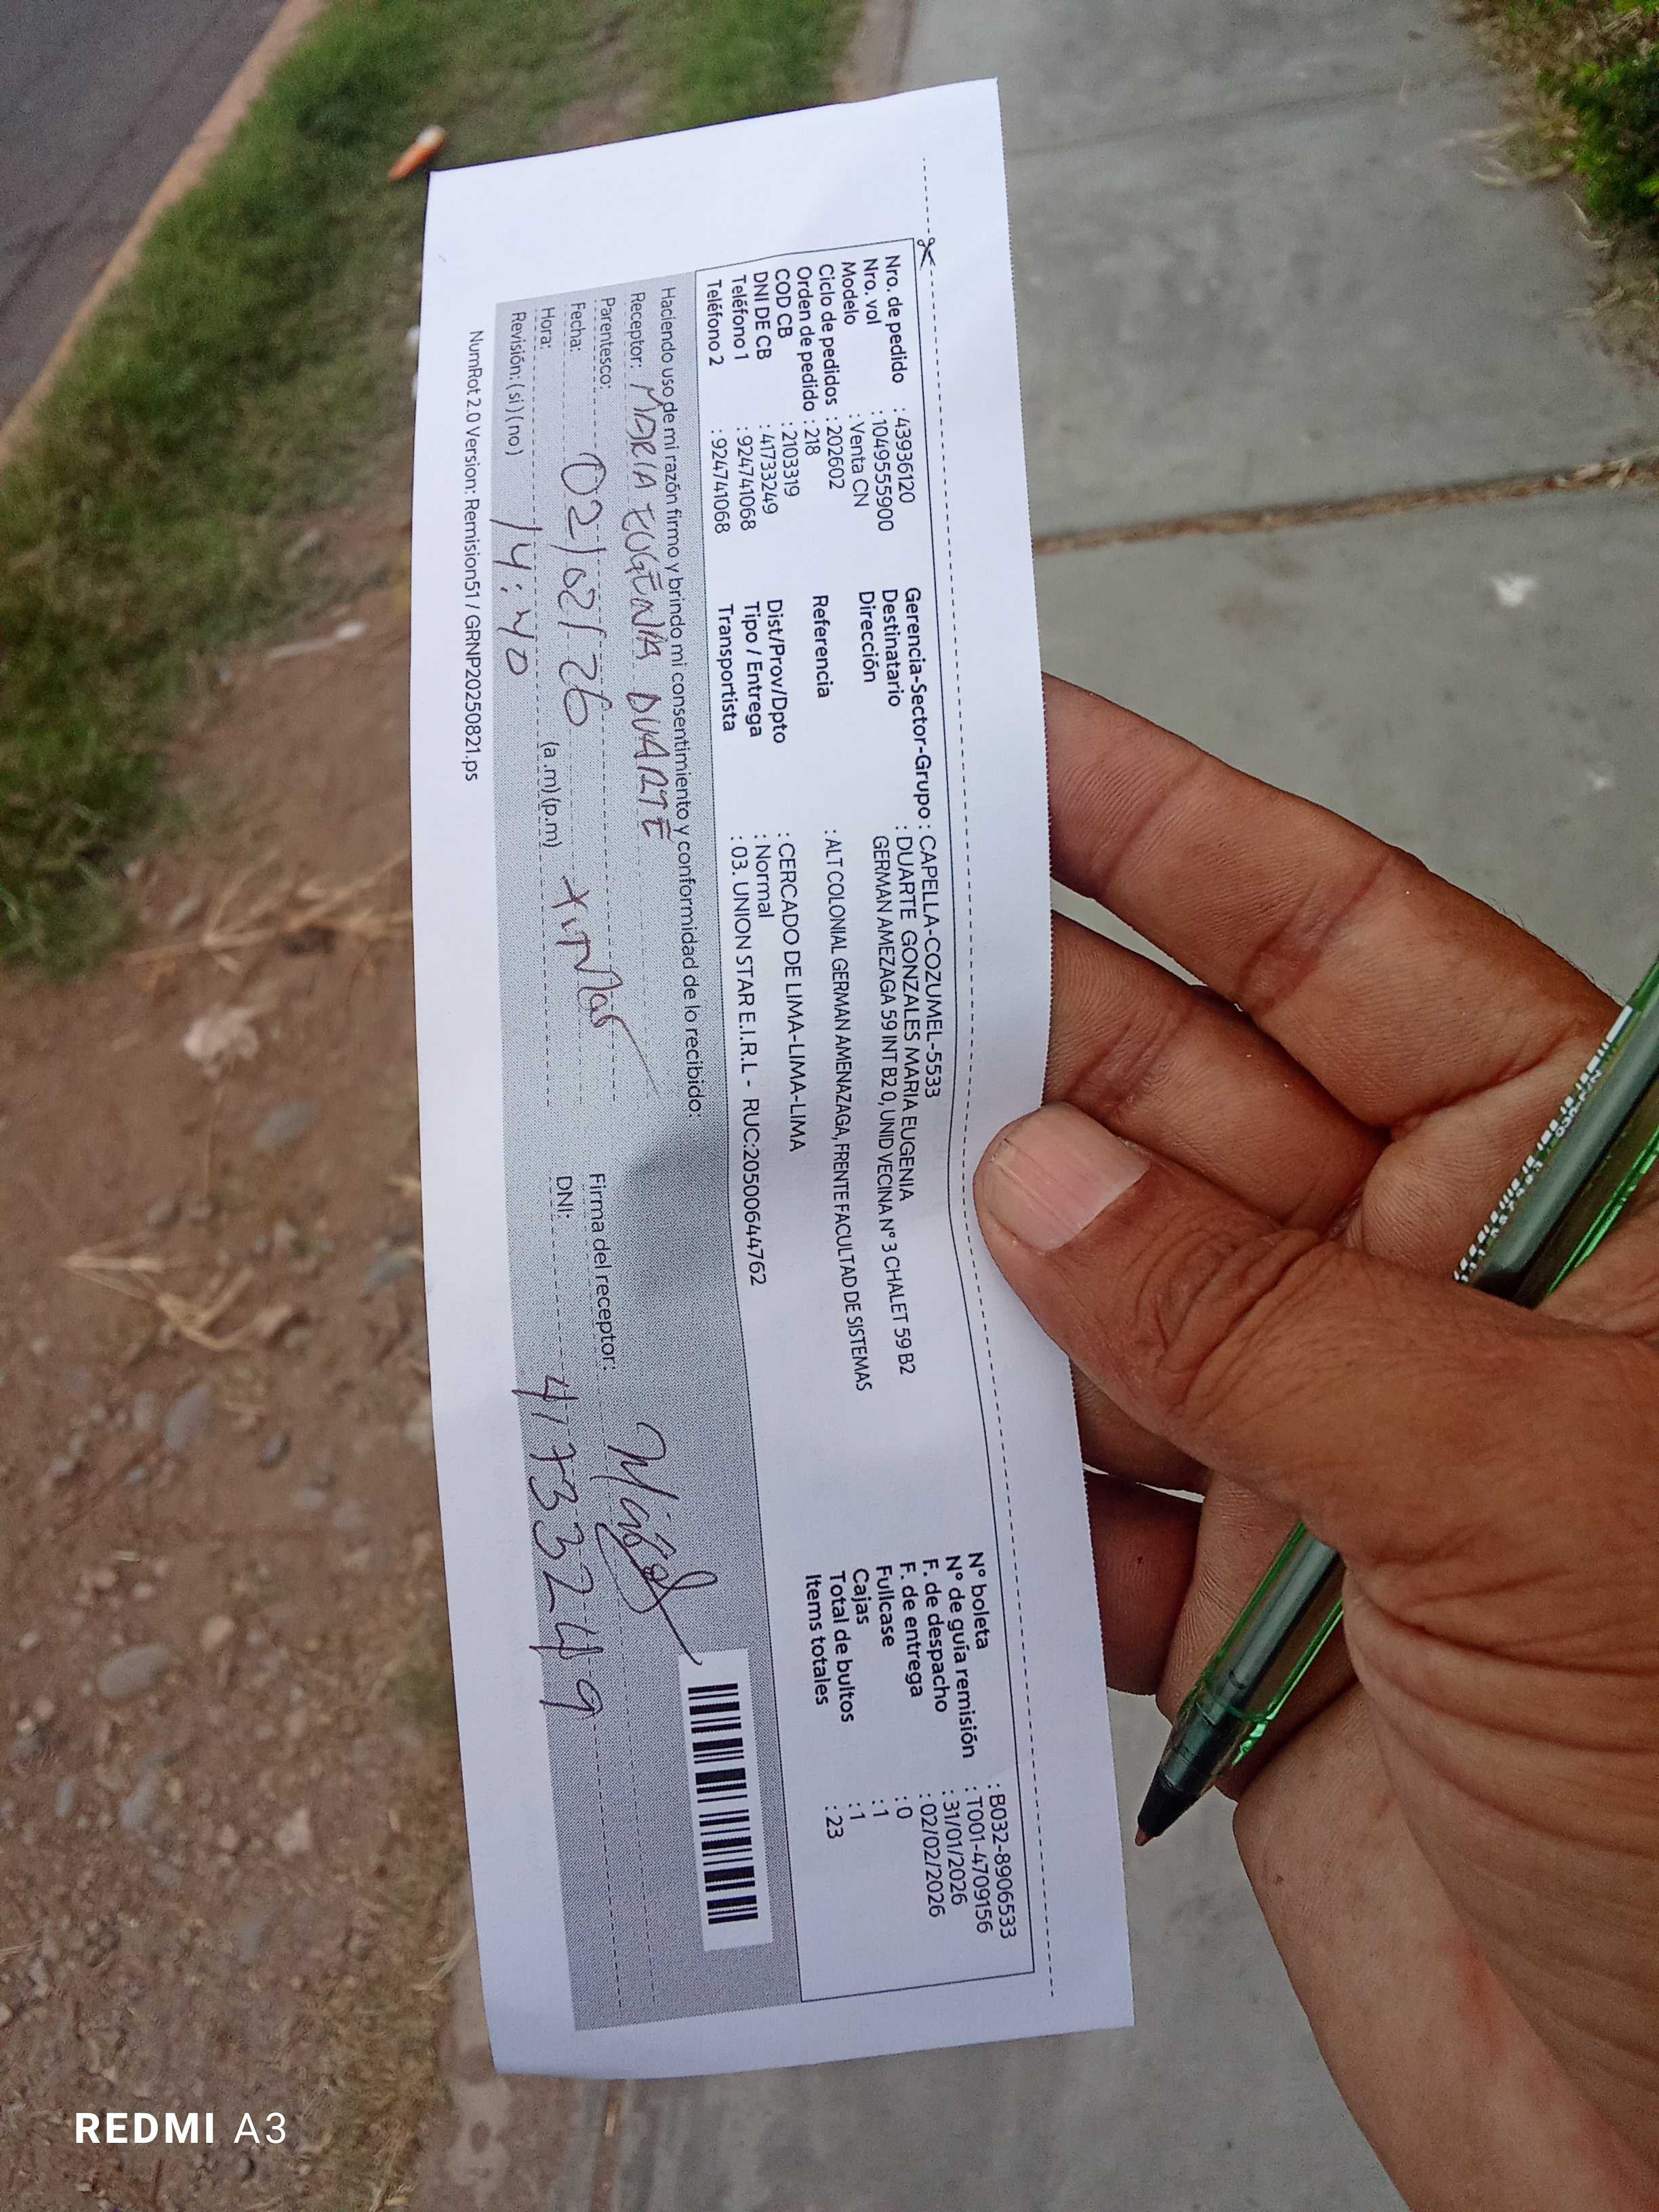 Nro. de pedido : 43936120
Nro. vol : 1049555900
Modelo : Venta CN
Ciclo de pedidos : 202602
Orden de pedido : 218
COD CB : 2103319
DNI DE CB : 41733249
Teléfono 1 : 924741068
Teléfono 2 : 924741068
Gerencia-Sector-Grupo : CAPELLA-COZUMEL-5533
Destinatario : DUARTE GONZALES MARIA EUGENIA
Dirección GERMAN AMEZAGA 59 INT B2 0, UNID VECINA N° 3 CHALET 59 B2
Referencia : ALT COLONIAL GERMAN AMENAZAGA, FRENTE FACULTAD DE SISTEMAS
Dist/Prov/Dpto : CERCADO DE LIMA-LIMA-LIMA
Tipo / Entrega : Normal
Transportista : 03. UNION STAR E.I.R.L - RUC:20500644762
N° boleta : B032-8906533
N° de guía remisión : T001-4709156
F. de despacho : 31/01/2026
F. de entrega : 02/02/2026
Fullcase : 0
Cajas : 1
Total de bultos : 1
Items totales : 23
Haciendo uso de mi razón firmo y brindo mi consentimiento y conformidad de lo recibido:
Receptor: MARIA EUGENIA DUARTE
Parentesco:
Fecha: 02/02/26
Hora: 14:40 (a.m)(p.m)
Revisión: (si)(no)
Firma del receptor:
DNI: 41733249
NumRot 2.0 Version: Remision51 / GRNP20250821.ps
REDMI A3